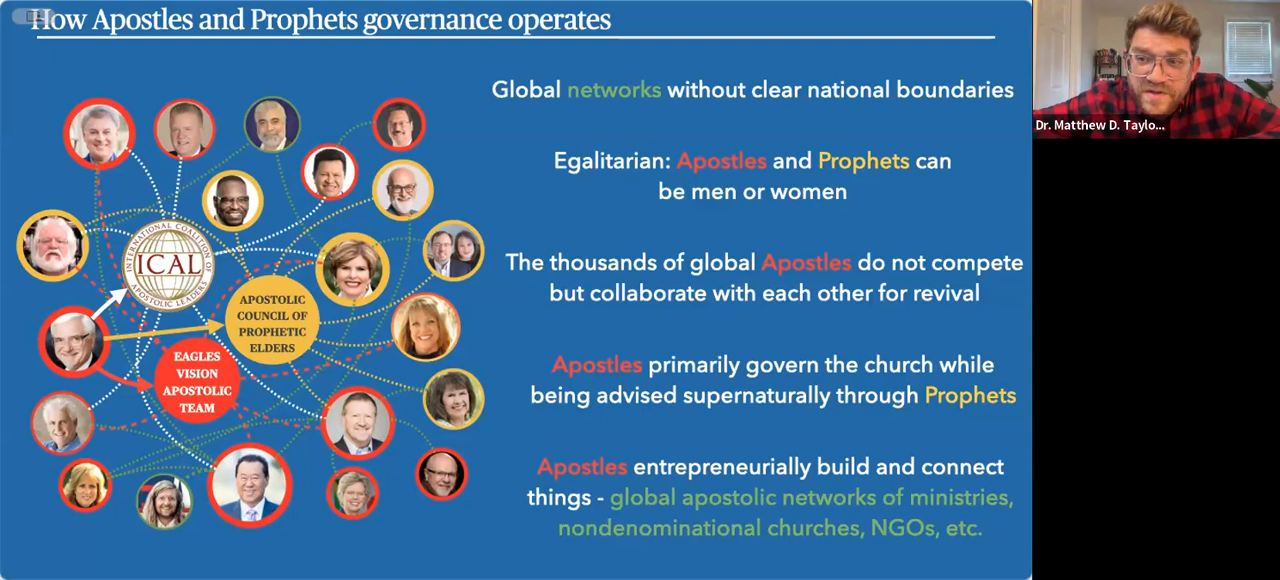 How Apostles and Prophets governance operates
Dr. Matthew D. Taylo...
Global networks without clear national boundaries
Egalitarian: Apostles and Prophets can
be men or women
The thousands of global Apostles do not compete
but collaborate with each other for revival
Apostles primarily govern the church while
being advised supernaturally through Prophets
Apostles entrepreneurially build and connect
things - global apostolic networks of ministries,
nondenominational churches, NGOs, etc.
INTERNATIONAL COALITION OF
ICAL
APOSTOLIC LEADERS
APOSTOLIC
COUNCIL OF
PROPHETIC
ELDERS
EAGLES
VISION
APOSTOLIC
TEAM